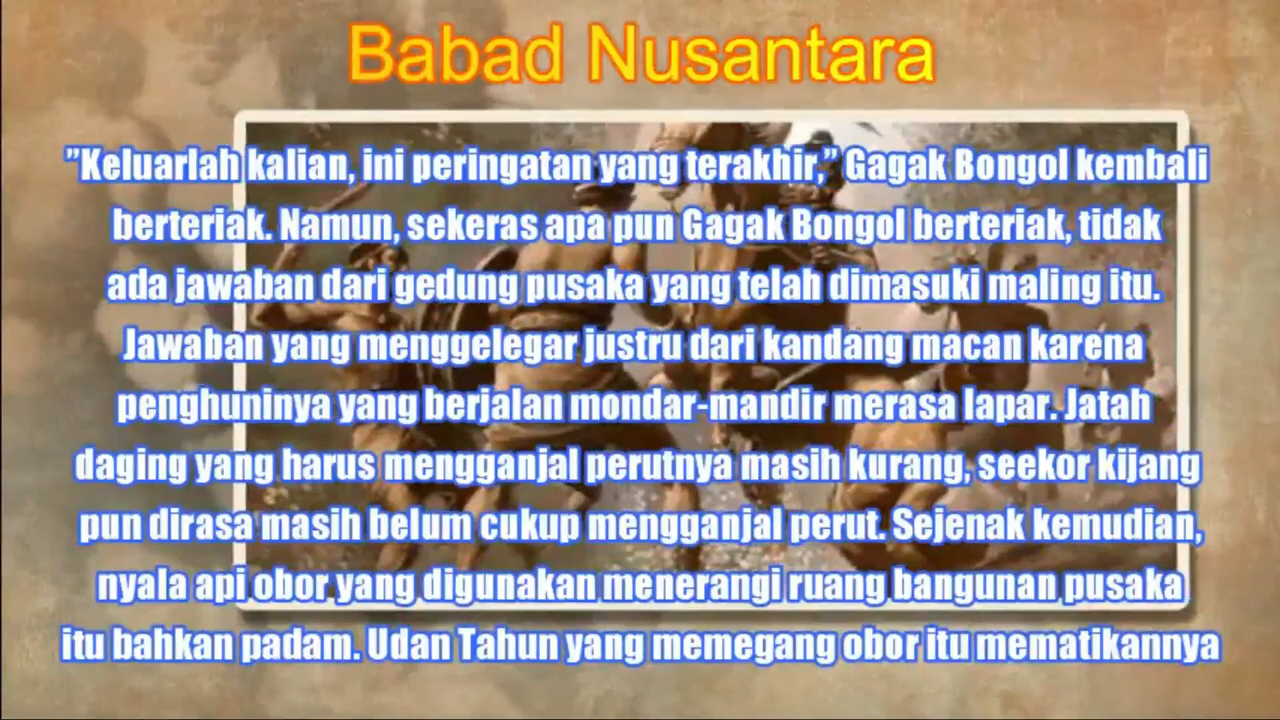 Babad Nusantara
"Keluarlah kalian, ini peringatan yang terakhir," Gagak Bongol kembali
berteriak. Namun, sekeras apa pun Gagak Bongol berteriak, tidak
ada jawaban dari gedung pusaka yang telah dimasuki maling itu.
Jawaban yang menggelegar justru dari kandang macan karena
penghuninya yang berjalan mondar-mandir merasa lapar. Jatah
daging yang harus mengganjal perutnya masih kurang, seekor kijang
pun dirasa masih belum cukup mengganjal perut. Sejenak kemudian,
nyala api obor yang digunakan menerangi ruang bangunan pusaka
itu bahkan padam. Udan Tahun yang memegang obor itu mematikannya